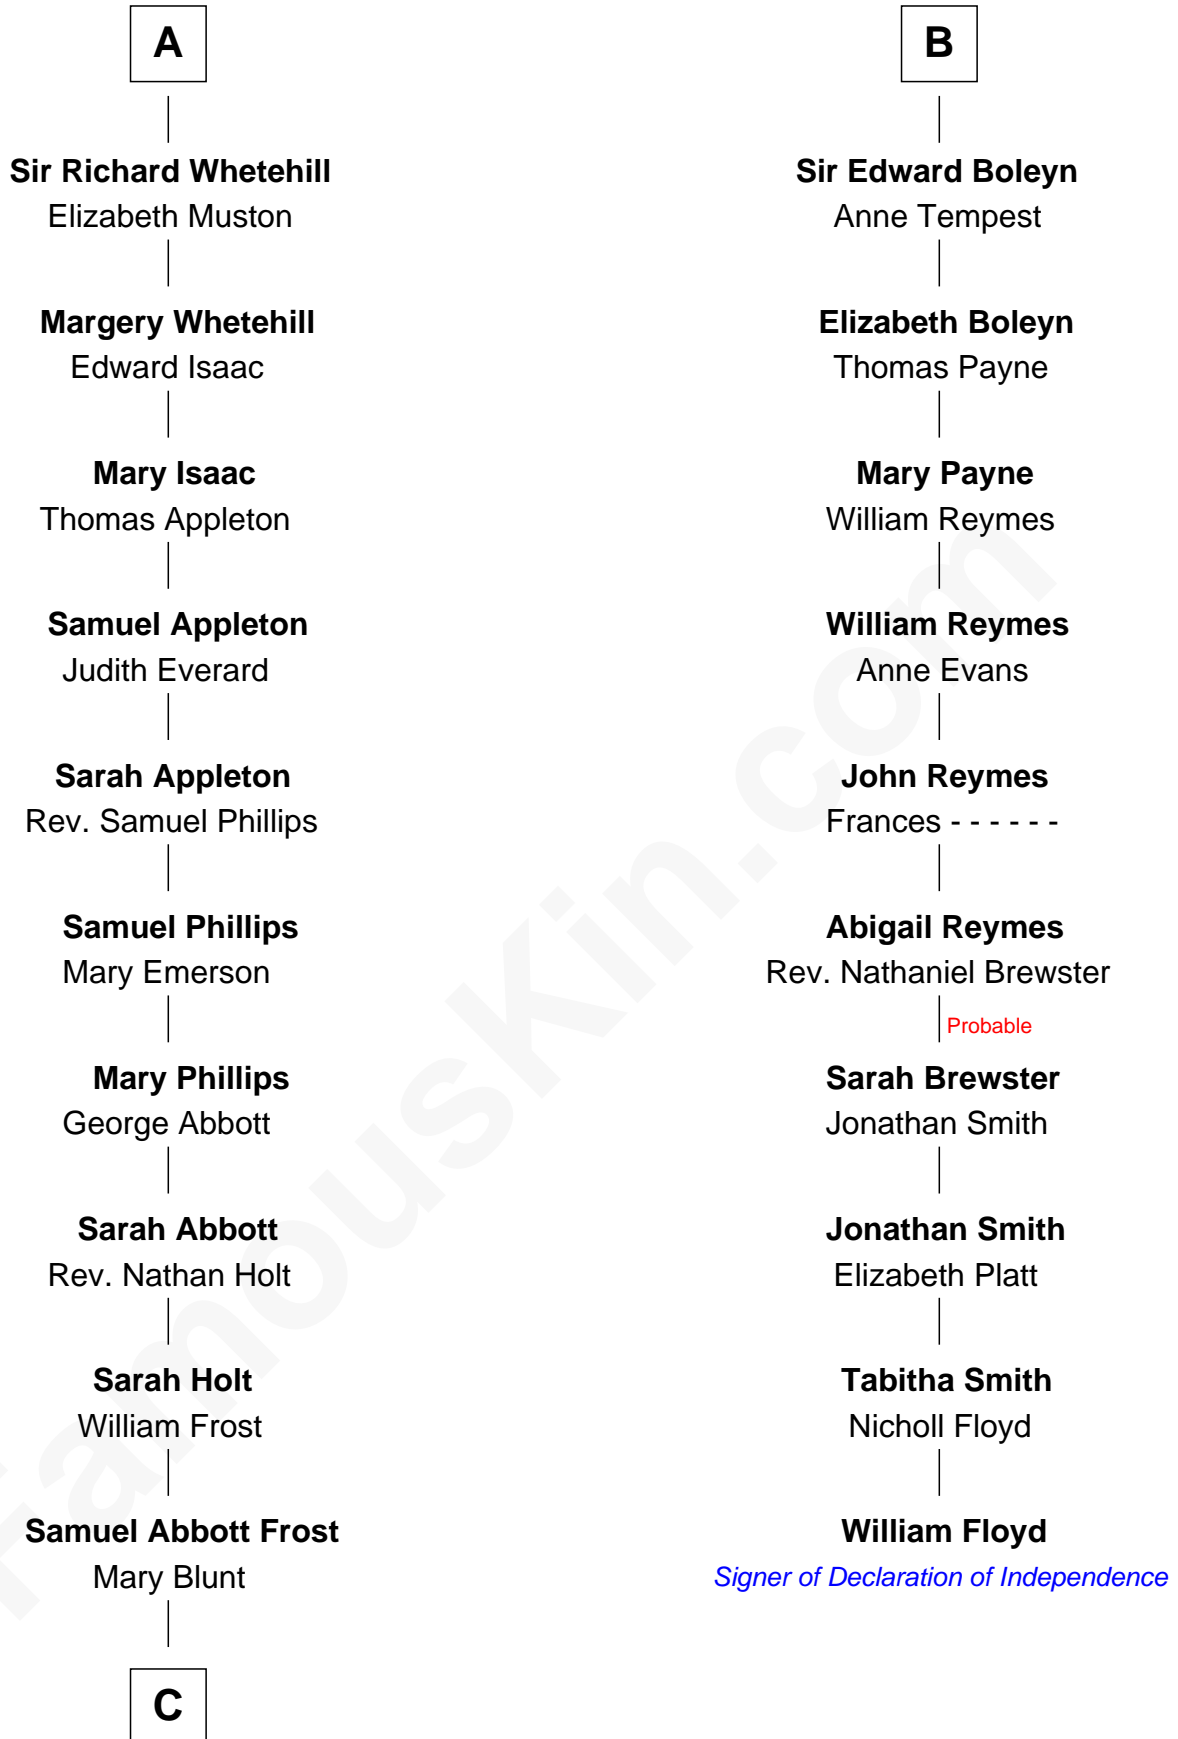 A
Sir Richard Whetehill
Elizabeth Muston
Margery Whetehill
Edward Isaac
Mary Isaac
Thomas Appleton
Samuel Appleton
Judith Everard
Sarah Appleton
Rev. Samuel Phillips
Samuel Phillips
Mary Emerson
Mary Phillips
George Abbott
Sarah Abbott
Rev. Nathan Holt
Sarah Holt
William Frost
Samuel Abbott Frost
Mary Blunt
C
B
Sir Edward Boleyn
Anne Tempest
Elizabeth Boleyn
Thomas Payne
Mary Payne
William Reymes
William Reymes
Anne Evans
John Reymes
Frances - - - - - -
Abigail Reymes
Rev. Nathaniel Brewster
Probable
Sarah Brewster
Jonathan Smith
Jonathan Smith
Elizabeth Platt
Tabitha Smith
Nicholl Floyd
William Floyd
Signer of Declaration of Independence
FamousKin.com